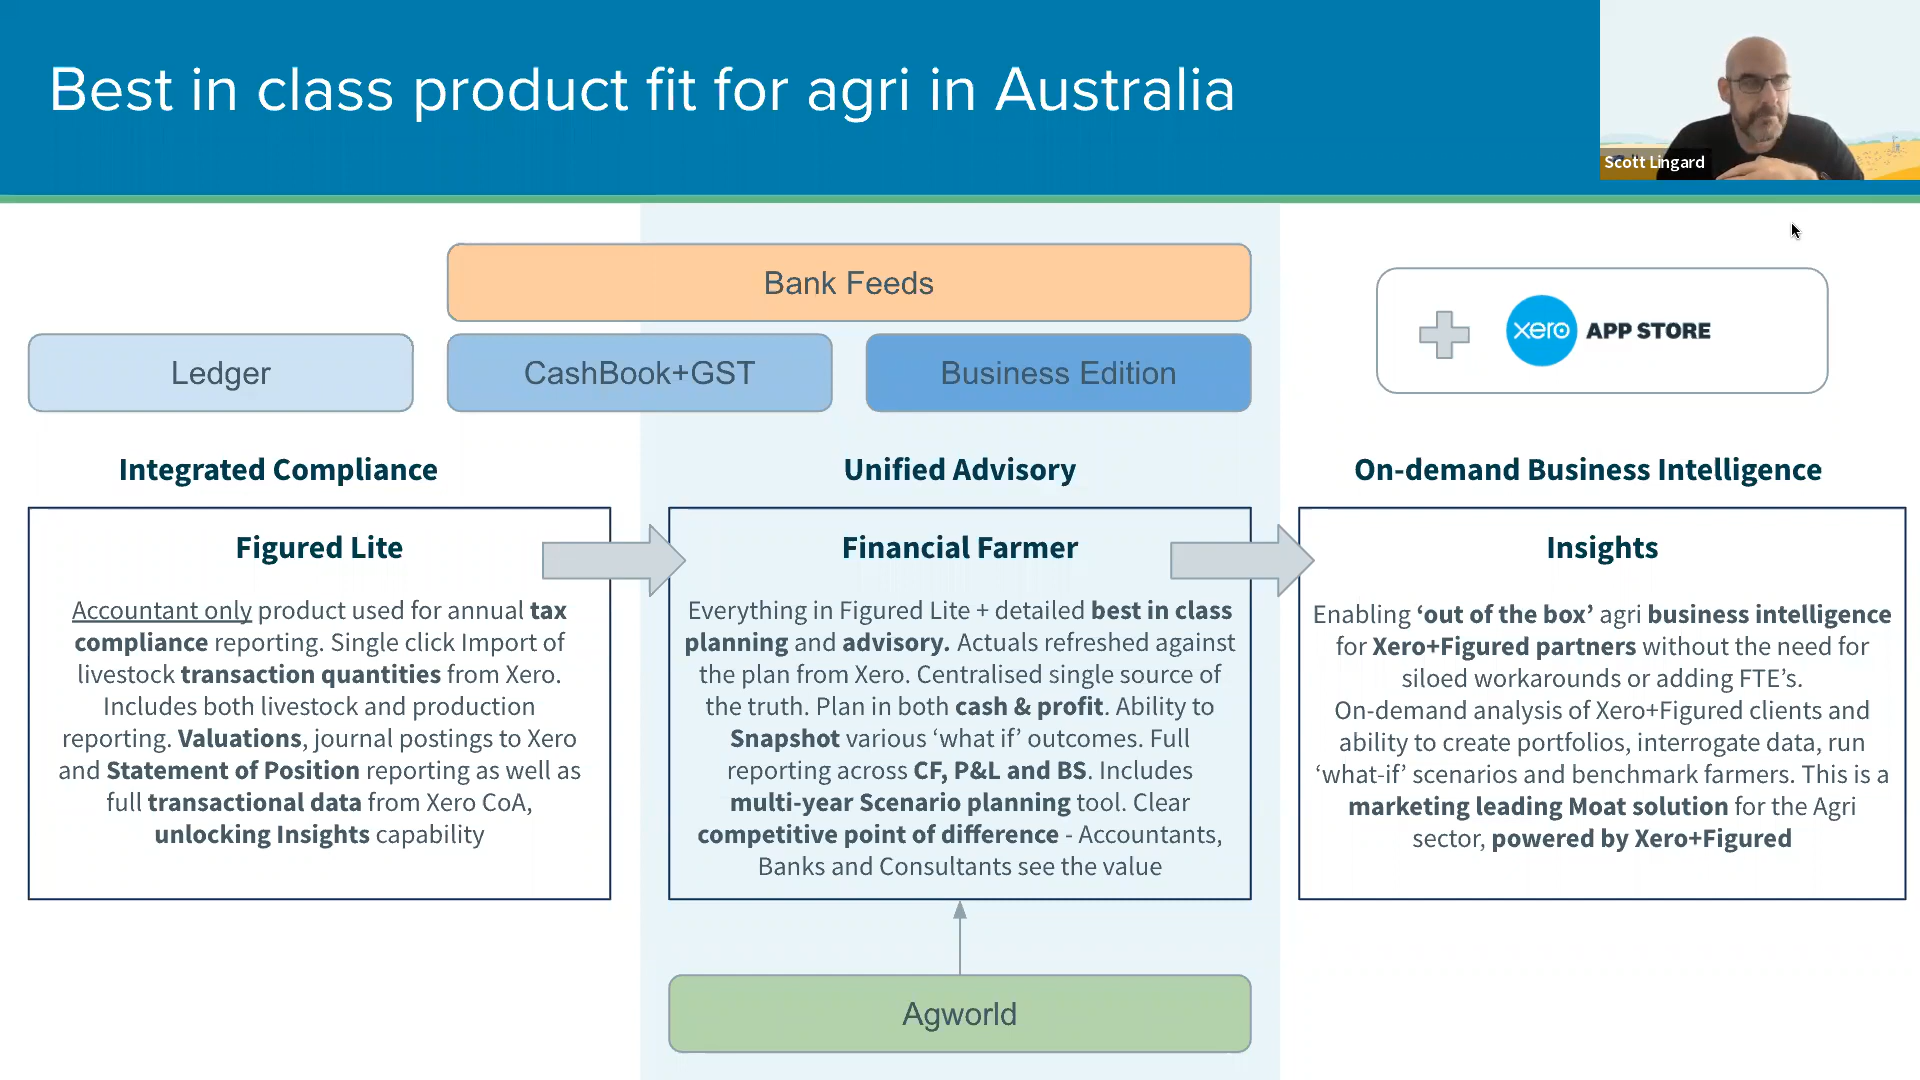 Best in class product fit for agri in Australia
Scott Lingard
Bank Feeds
Ledger
CashBook+GST
Business Edition
xero APP STORE
Integrated Compliance
Figured Lite
Accountant only product used for annual tax
compliance reporting. Single click Import of
livestock transaction quantities from Xero.
Includes both livestock and production
reporting. Valuations, journal postings to Xero
and Statement of Position reporting as well as
full transactional data from Xero CoA,
unlocking Insights capability
Unified Advisory
Financial Farmer
Everything in Figured Lite + detailed best in class
planning and advisory. Actuals refreshed against
the plan from Xero. Centralised single source of
the truth. Plan in both cash & profit. Ability to
Snapshot various ‘what if’ outcomes. Full
reporting across CF, P&L and BS. Includes
multi-year Scenario planning tool. Clear
competitive point of difference - Accountants,
Banks and Consultants see the value
Agworld
On-demand Business Intelligence
Insights
Enabling ‘out of the box’ agri business intelligence
for Xero+Figured partners without the need for
siloed workarounds or adding FTE’s.
On-demand analysis of Xero+Figured clients and
ability to create portfolios, interrogate data, run
‘what-if’ scenarios and benchmark farmers. This is a
marketing leading Moat solution for the Agri
sector, powered by Xero+Figured